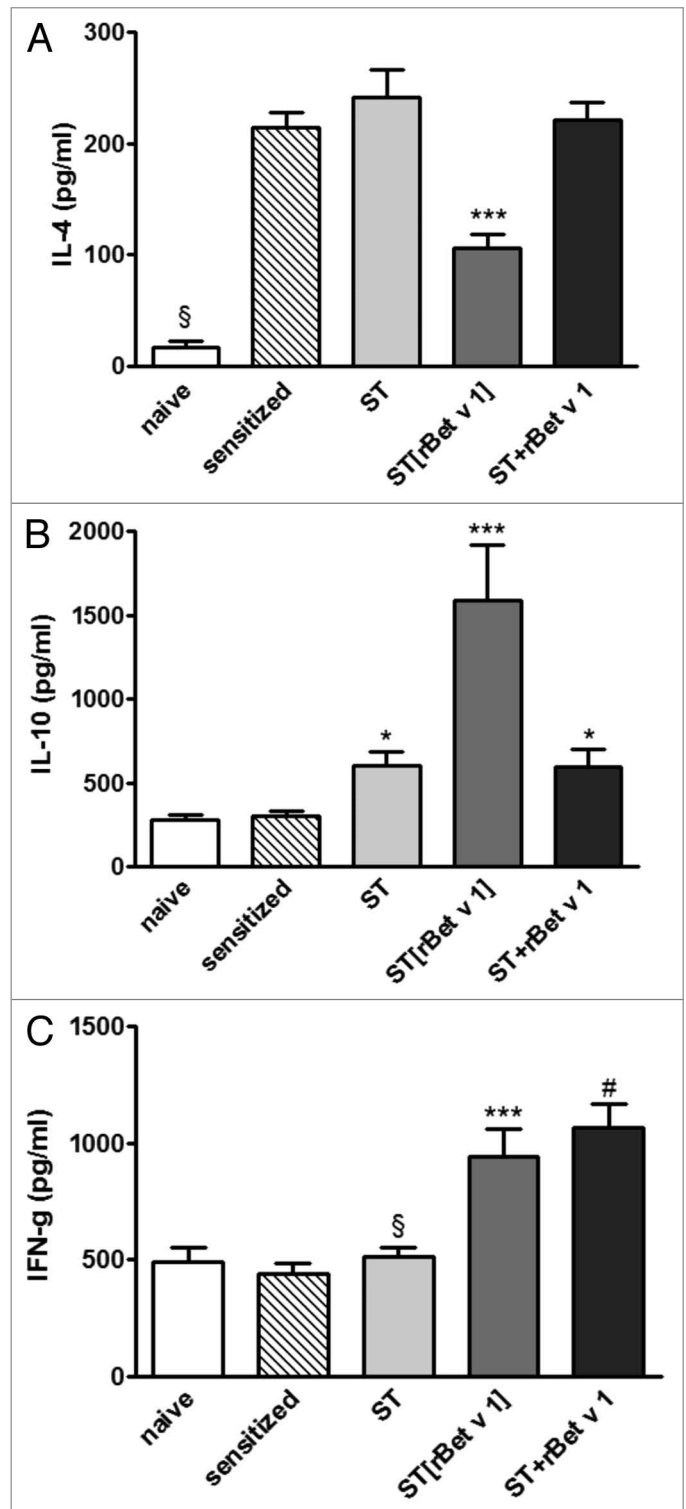 A
300
200
100
0
IL-4 (pg/ml)
§
***
naive
sensitized
ST
ST[rBet v 1]
ST+rBet v 1
B
2000
1500
1000
500
0
IL-10 (pg/ml)
*
***
*
naive
sensitized
ST
ST[rBet v 1]
ST+rBet v 1
C
1500
1000
500
0
IFN-g (pg/ml)
§
***
#
naive
sensitized
ST
ST[rBet v 1]
ST+rBet v 1